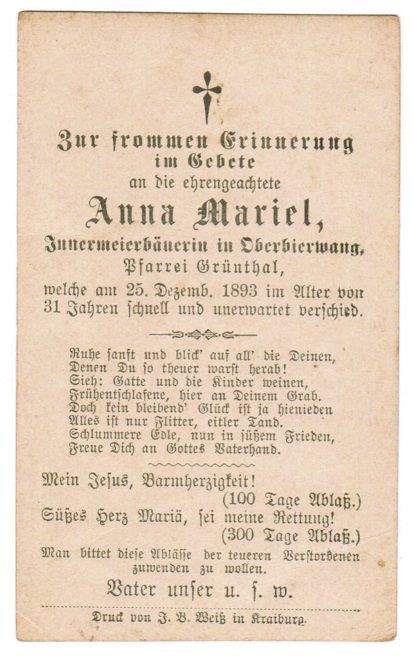 Zur frommen Erinnerung
im Gebete
an die ehrengeachtete
Anna Mariel,
Innermeierbäuerin in Oberbierwang,
Pfarrei Grünthal,
welche am 25. Dezemb. 1893 im Alter von
31 Jahren schnell und unerwartet verschied.
Ruhe sanft und blick' auf all' die Deinen,
Denen Du so theuer warst herab!
Sieh: Gatte und die Kinder weinen,
Frühentschlafene, hier an Deinem Grab.
Doch kein bleibend' Glück ist ja hienieden
Alles ist nur Flitter, eitler Tand.
Schlummere Edle, nun in süßem Frieden,
Freue Dich an Gottes Vaterhand.
Mein Jesus, Barmherzigkeit!
(100 Tage Ablaß.)
Süßes Herz Mariä, sei meine Rettung!
(300 Tage Ablaß.)
Man bittet diese Ablässe der teueren Verstorbenen
zuwenden zu wollen.
Vater unser u. s. w.
Druck von J. B. Weiß in Kraiburg.